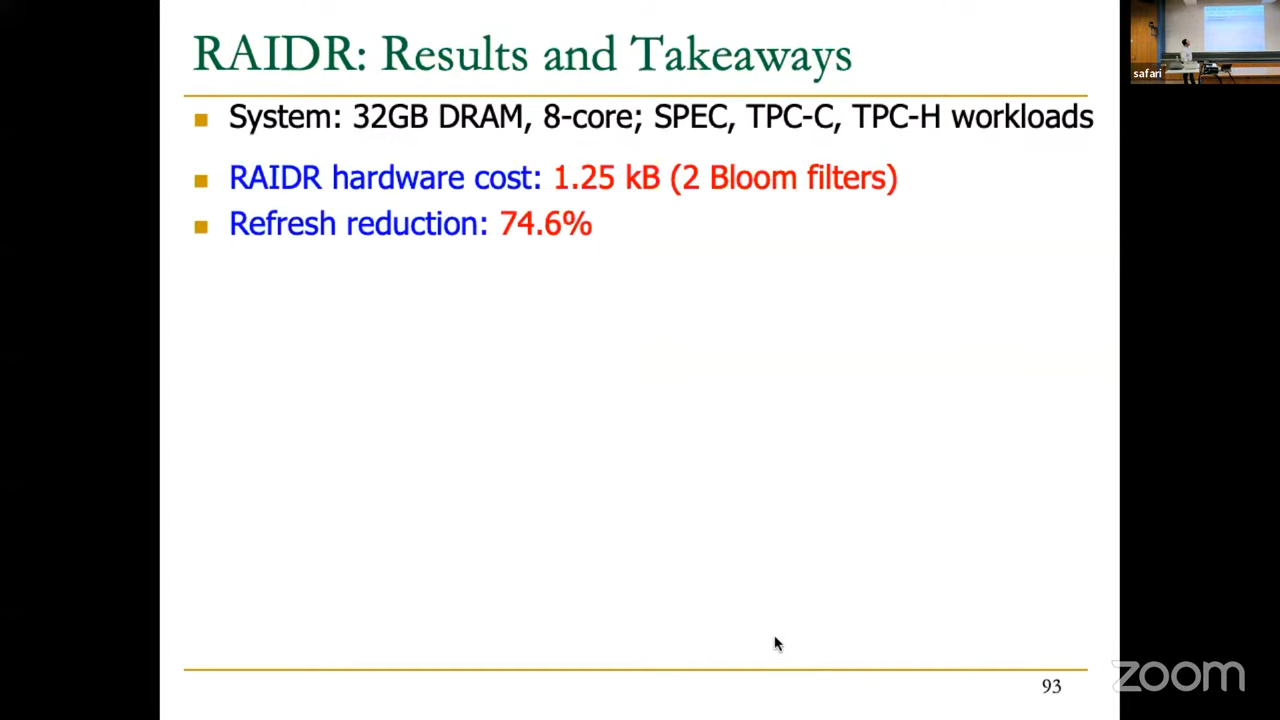 RAIDR: Results and Takeaways
System: 32GB DRAM, 8-core; SPEC, TPC-C, TPC-H workloads
RAIDR hardware cost: 1.25 kB (2 Bloom filters)
Refresh reduction: 74.6%
93
safari
zoom